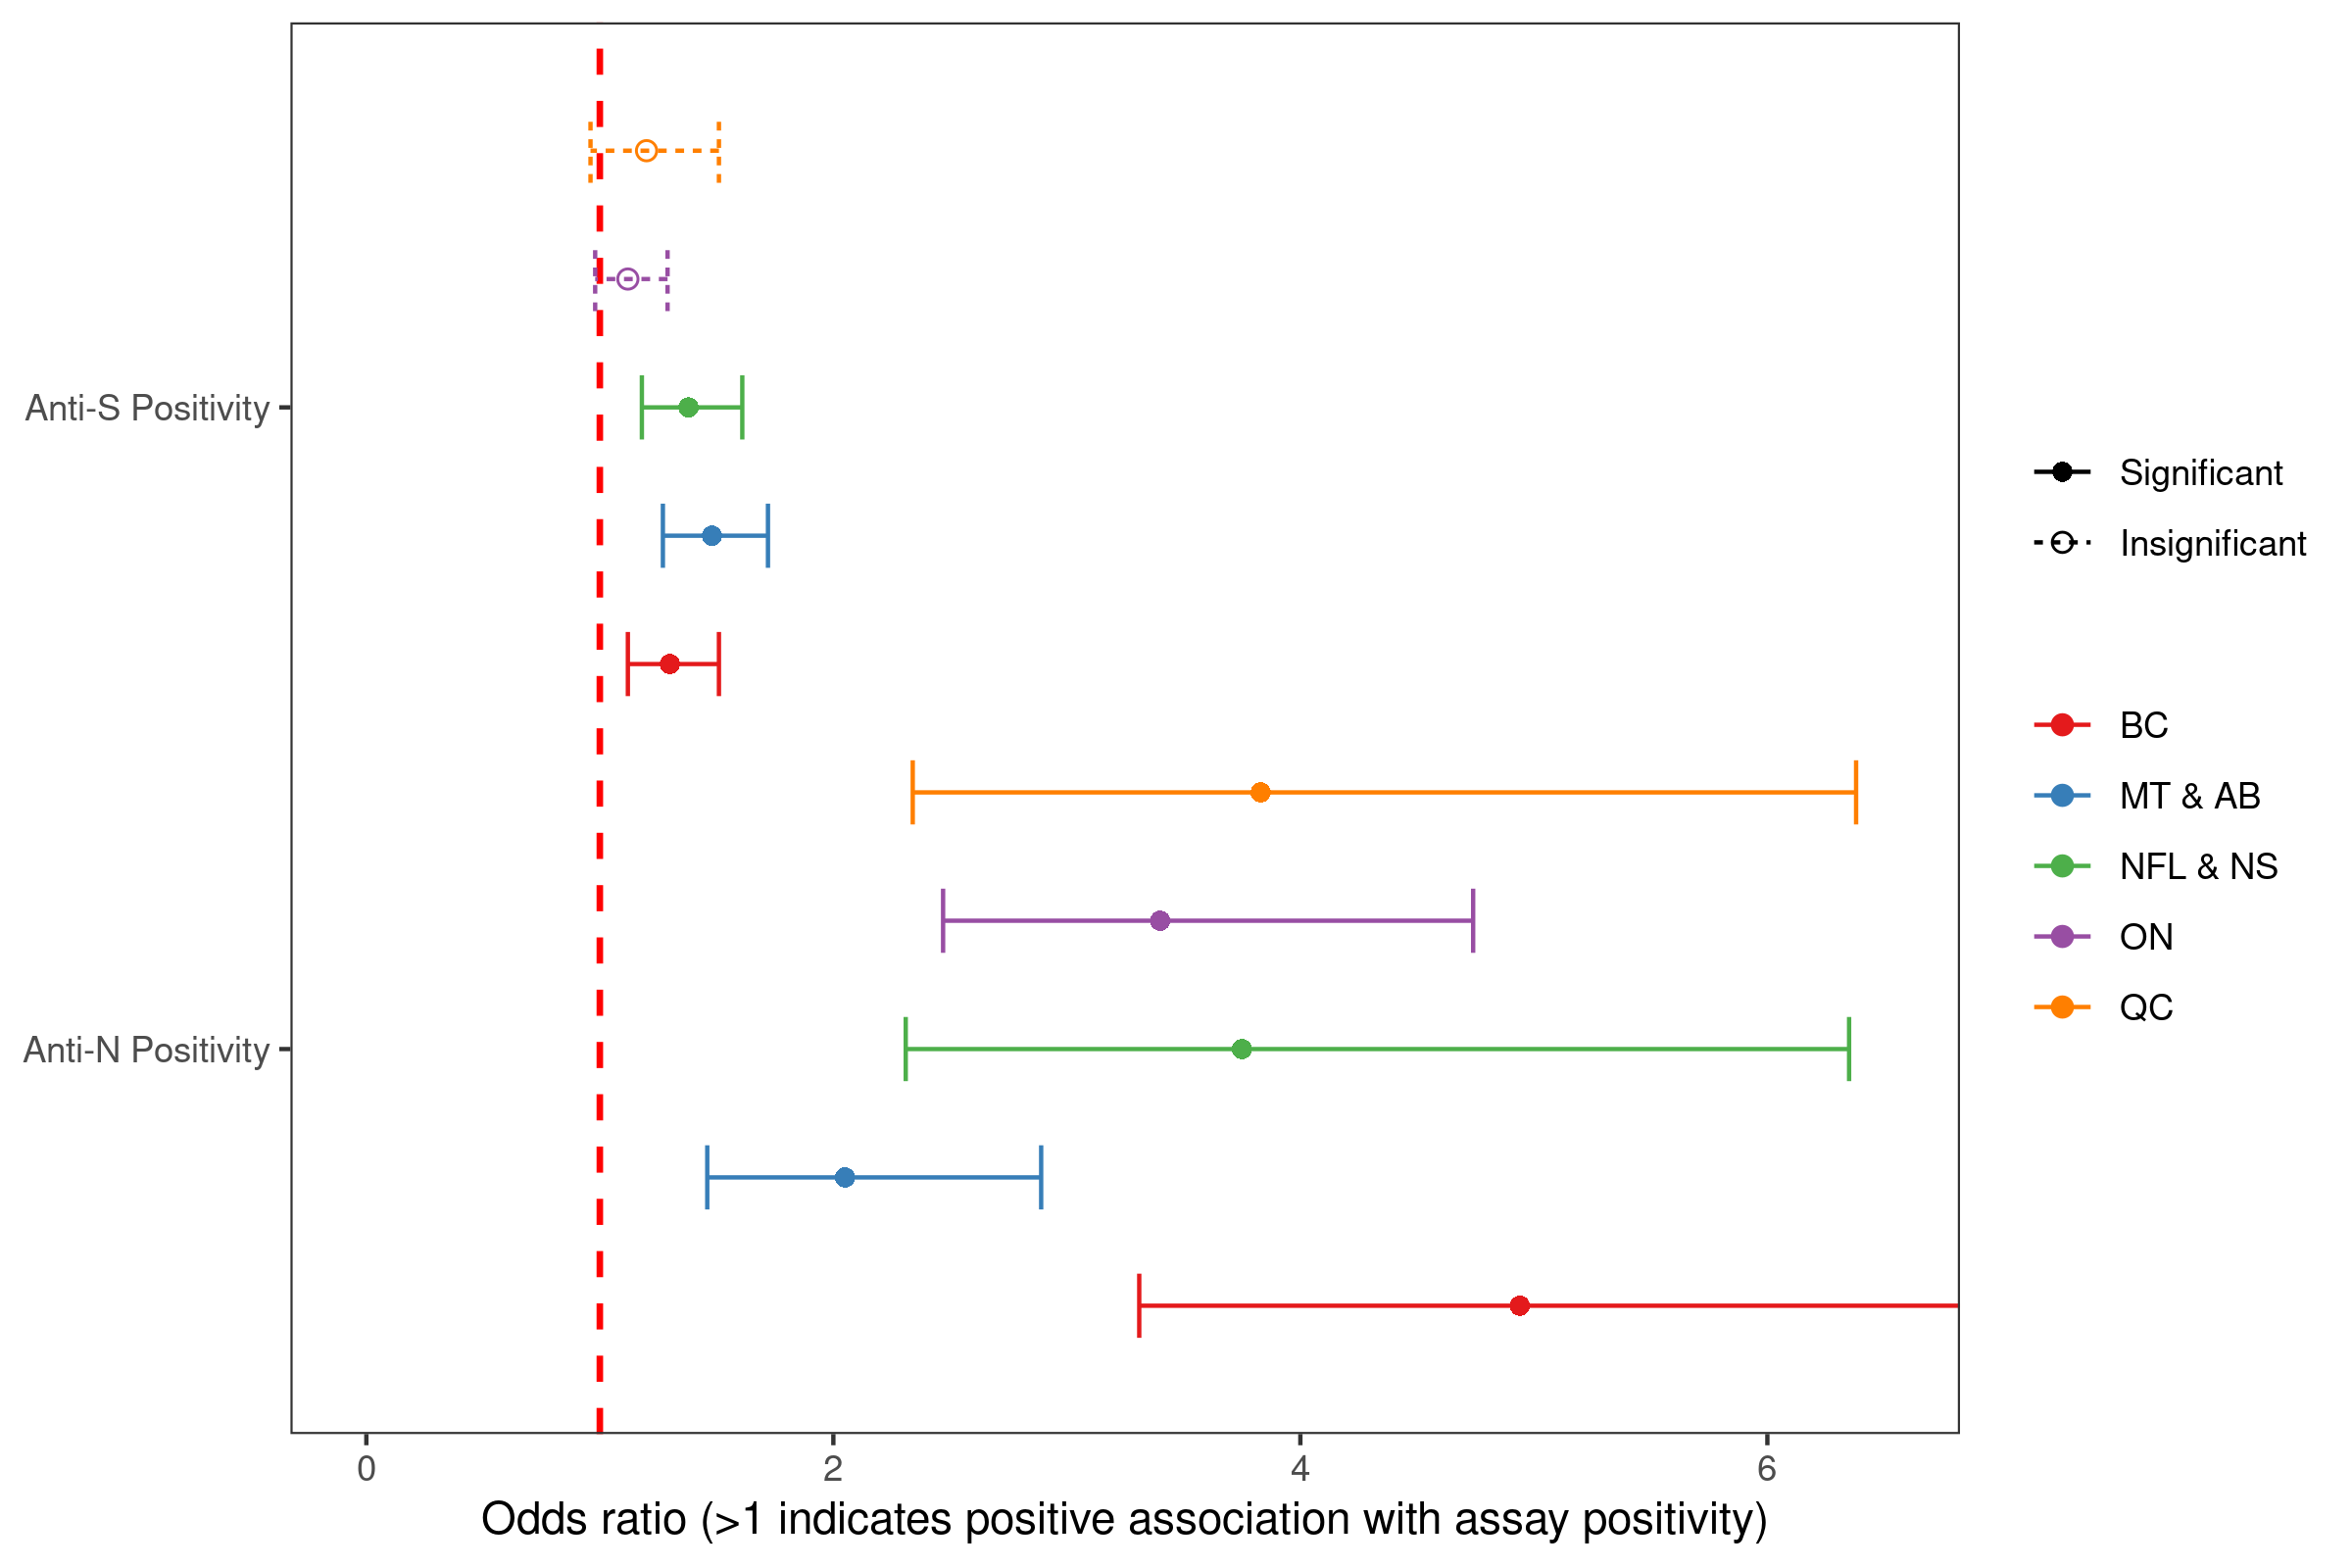 Anti-S Positivity
Anti-N Positivity
0
2
4
6
Odds ratio (>1 indicates positive association with assay positivity)
Significant
Insignificant
BC
MT & AB
NFL & NS
ON
QC